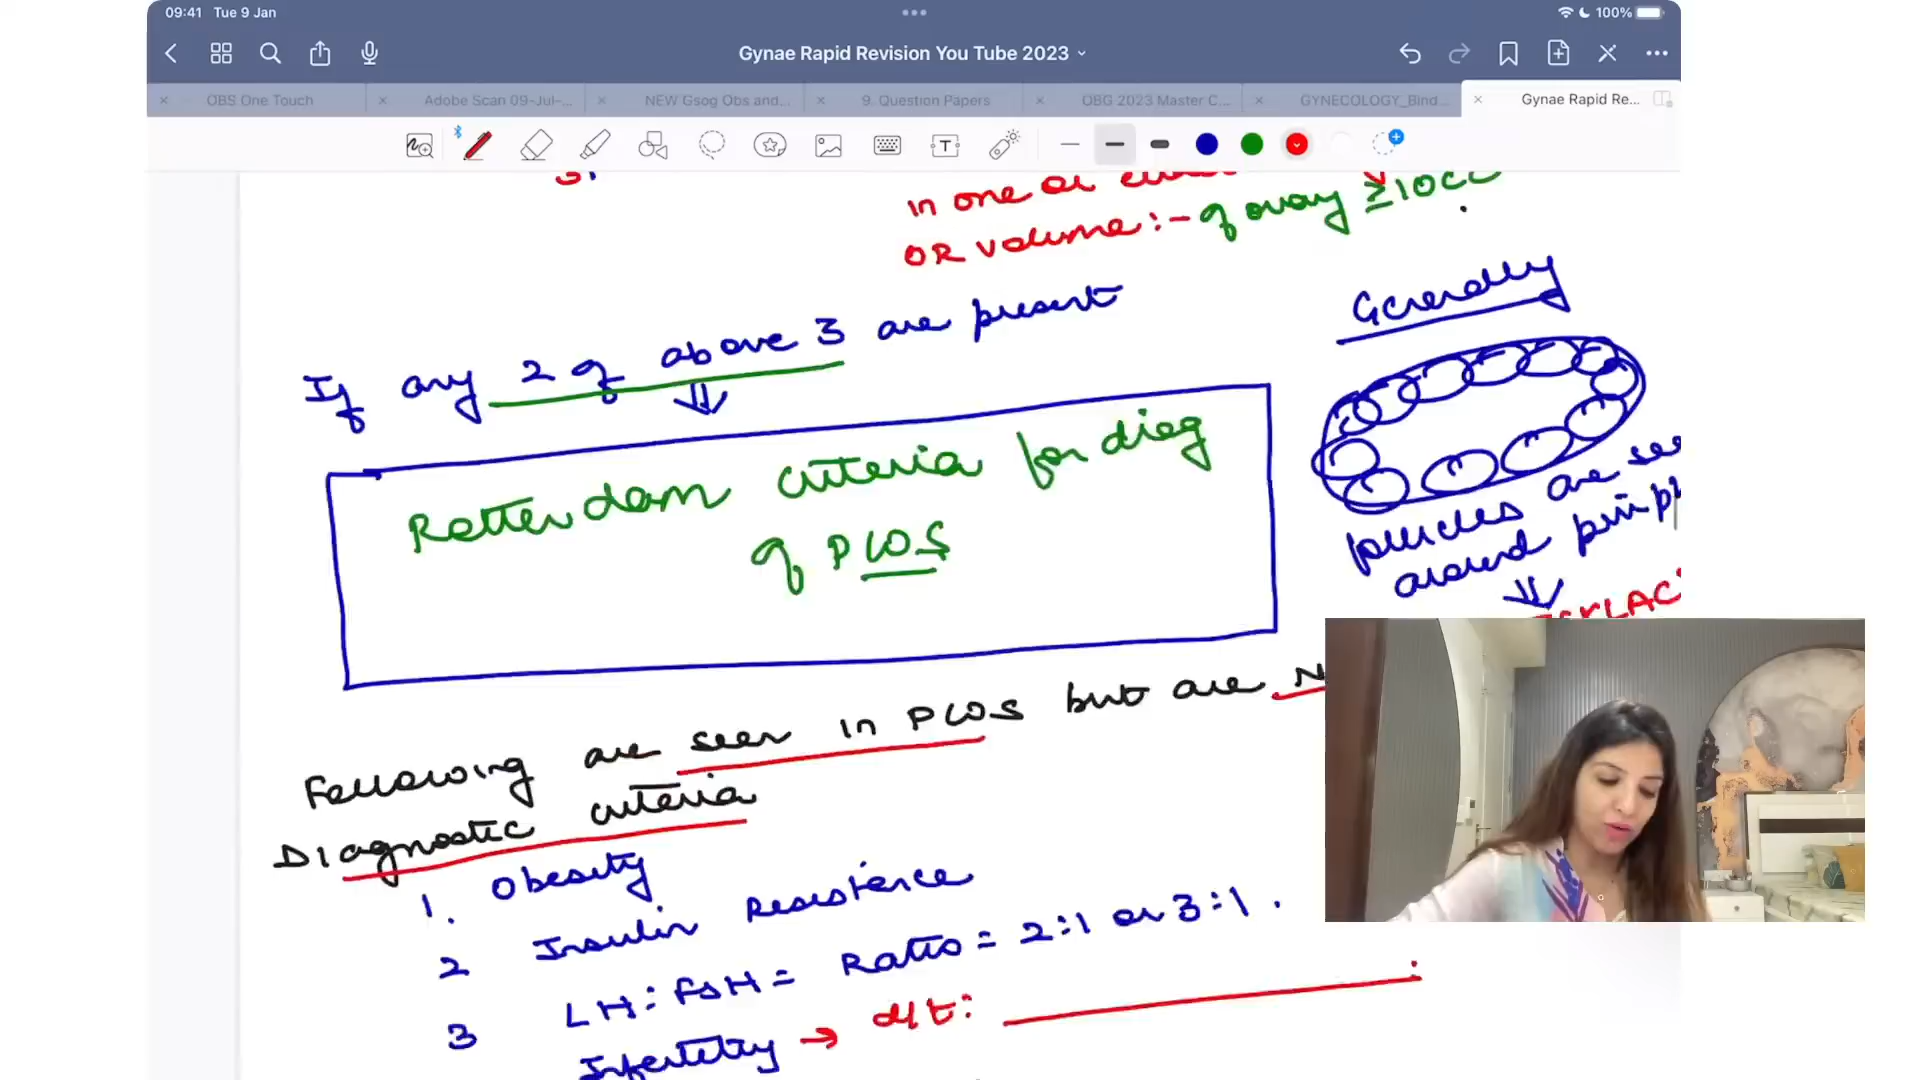 09:41 Tue 9 Jan
100%
Gynae Rapid Revision You Tube 2023
OBS One Touch
Adobe Scan 09-Jul-...
NEW Gsog Obs and...
9. Question Papers
OBG 2023 Master C...
GYNECOLOGY_Bind...
Gynae Rapid Re...
in one or
OR volume:- of ovary ≥10cc
Generally
If any 2 of above 3 are present
Rotterdam criteria for diag
of PCOS
follicles are see
around periph
Following are seen in PCOS but are N
Diagnostic criteria
1. Obesity
2 Insulin Resistence
3 LH:FSH = Ratio = 2:1 or 3:1.
Infertility → d/t: